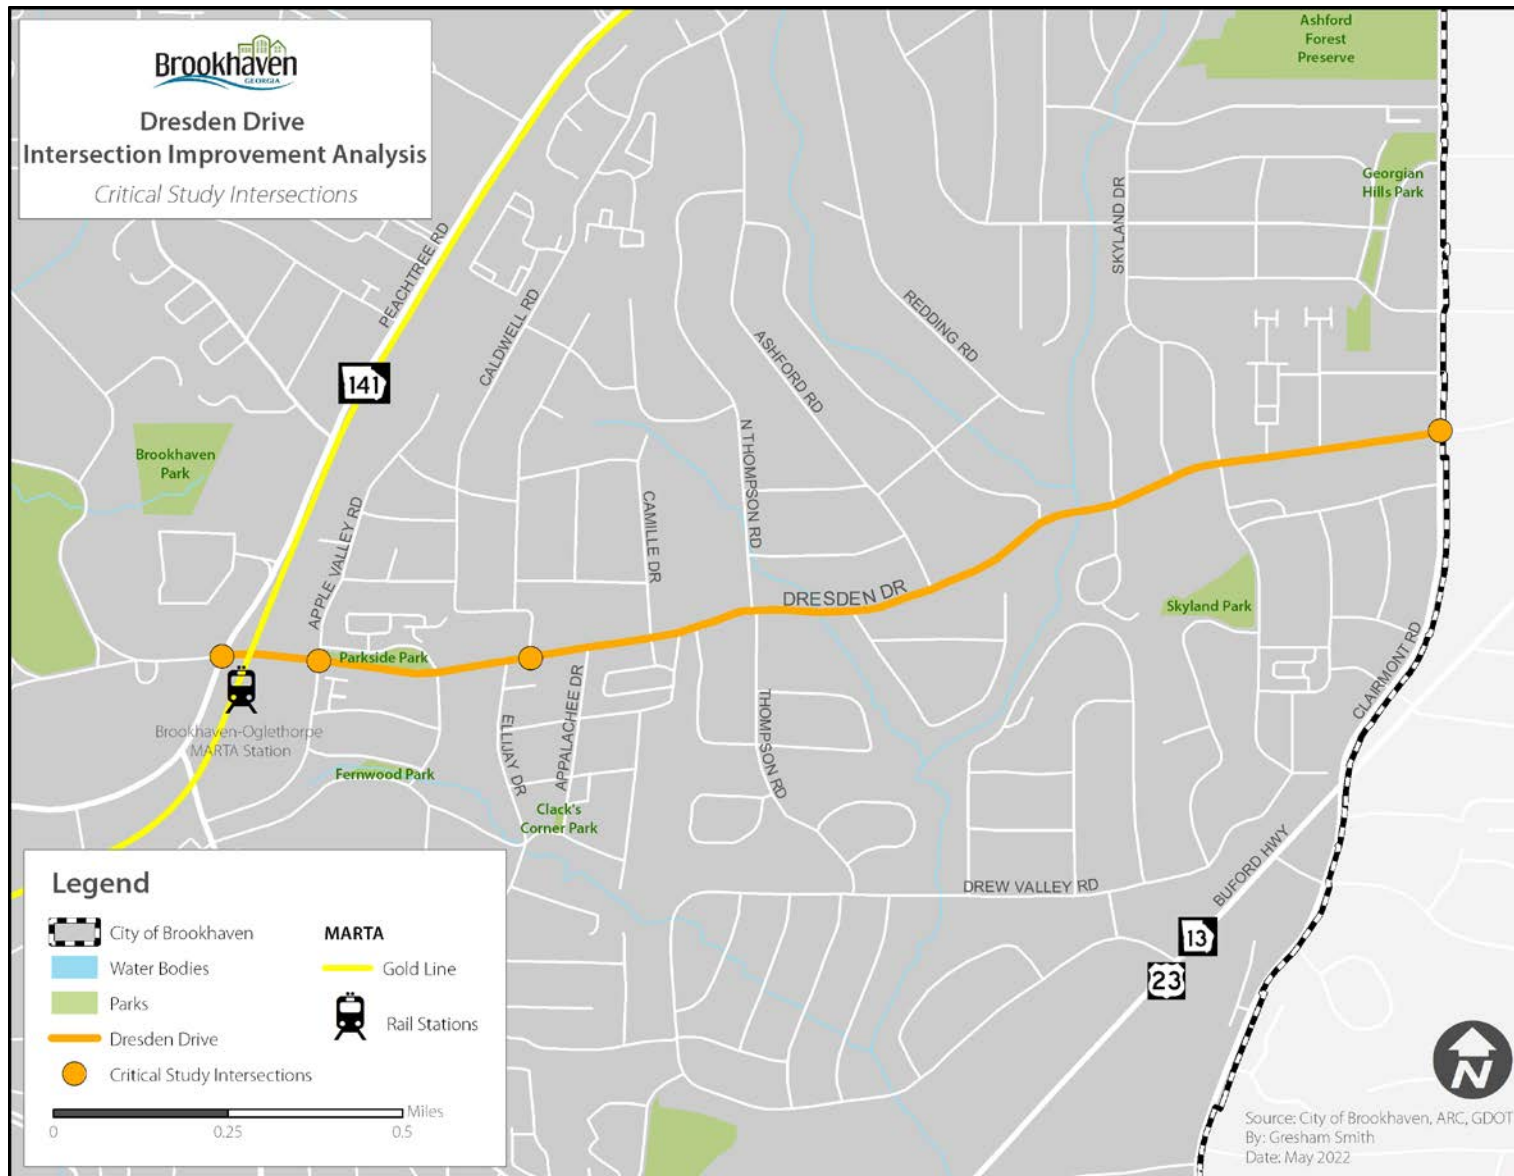 Brookhaven
GEORGIA
Dresden Drive
Intersection Improvement Analysis
Critical Study Intersections
Ashford
Forest
Preserve
Georgian
Hills Park
SKYLAND DR
PEACHTREE RD
CALDWELL RD
REDDING RD
ASHFORD RD
141
Brookhaven
Park
N THOMPSON RD
CAMILLE DR
APPLE VALLEY RD
DRESDEN DR
Skyland Park
Parkside Park
CLAIRMONT RD
Brookhaven-Oglethorpe
MARTA Station
ELLIJAY DR
APPALACHEE DR
THOMPSON RD
Fernwood Park
Clack's
Corner Park
BUFORD HWY
DREW VALLEY RD
13
23
Legend
City of Brookhaven
Water Bodies
Parks
Dresden Drive
Critical Study Intersections
MARTA
Gold Line
Rail Stations
Miles
0 0.25 0.5
N
Source: City of Brookhaven, ARC, GDOT
By: Gresham Smith
Date: May 2022